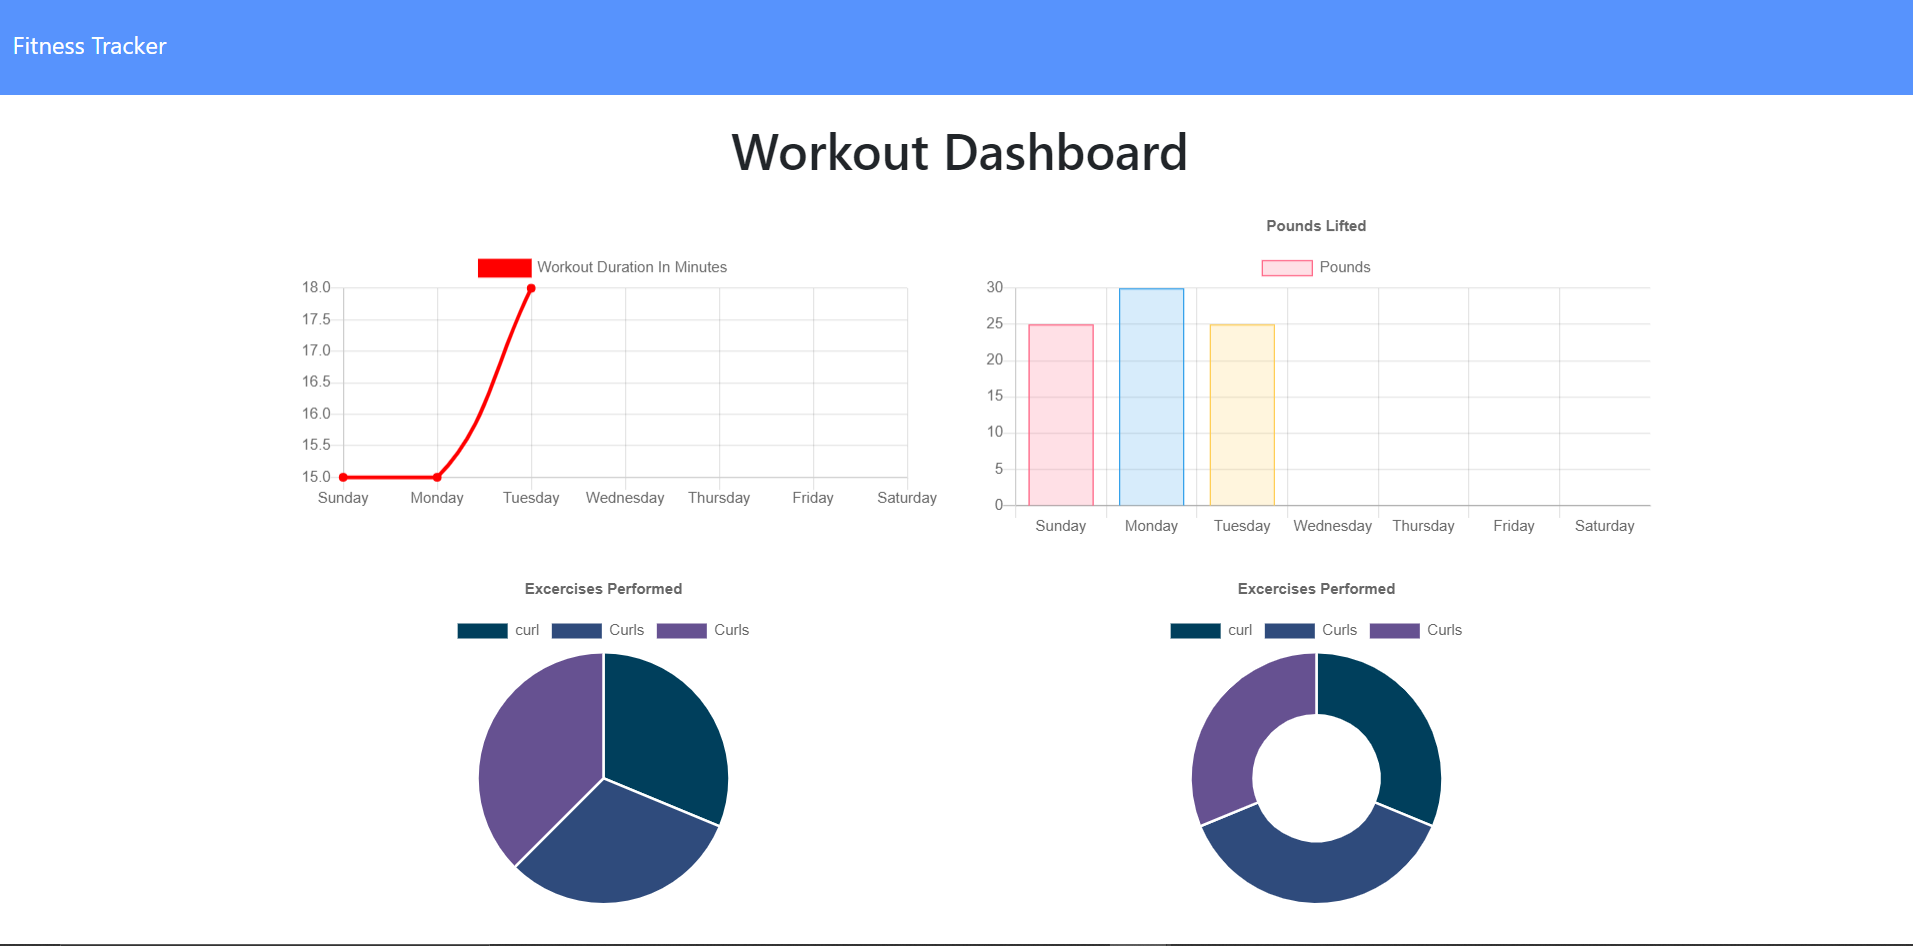 Fitness Tracker
Workout Dashboard
Workout Duration In Minutes
18.0
17.5
17.0
16.5
16.0
15.5
15.0
Sunday Monday Tuesday Wednesday Thursday Friday Saturday
Pounds Lifted
Pounds
30
25
20
15
10
5
0
Sunday Monday Tuesday Wednesday Thursday Friday Saturday
Excercises Performed
curl Curls Curls
Excercises Performed
curl Curls Curls